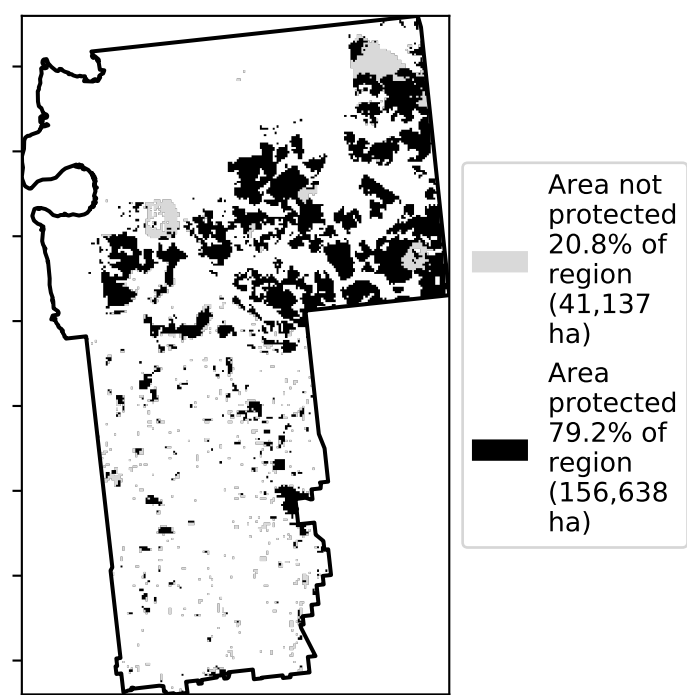 Area not
protected
20.8% of
region
(41,137
ha)
Area
protected
79.2% of
region
(156,638
ha)